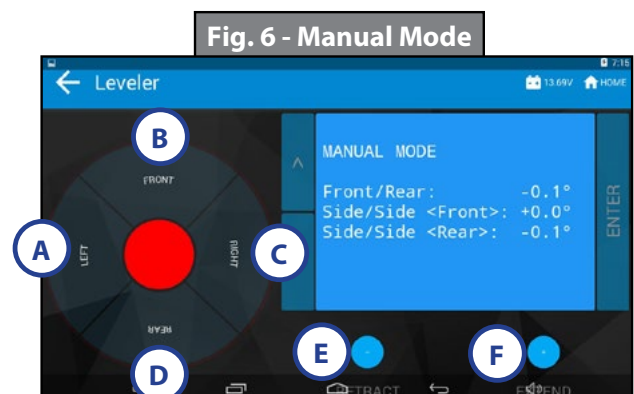 Fig. 6 - Manual Mode
7:15
Leveler
13.69V
HOME
B
FRONT
A
LEFT
RIGHT
C
REAR
D
^
MANUAL MODE
Front/Rear: -0.1°
Side/Side <Front>: +0.0°
Side/Side <Rear>: -0.1°
ENTER
E
-
F